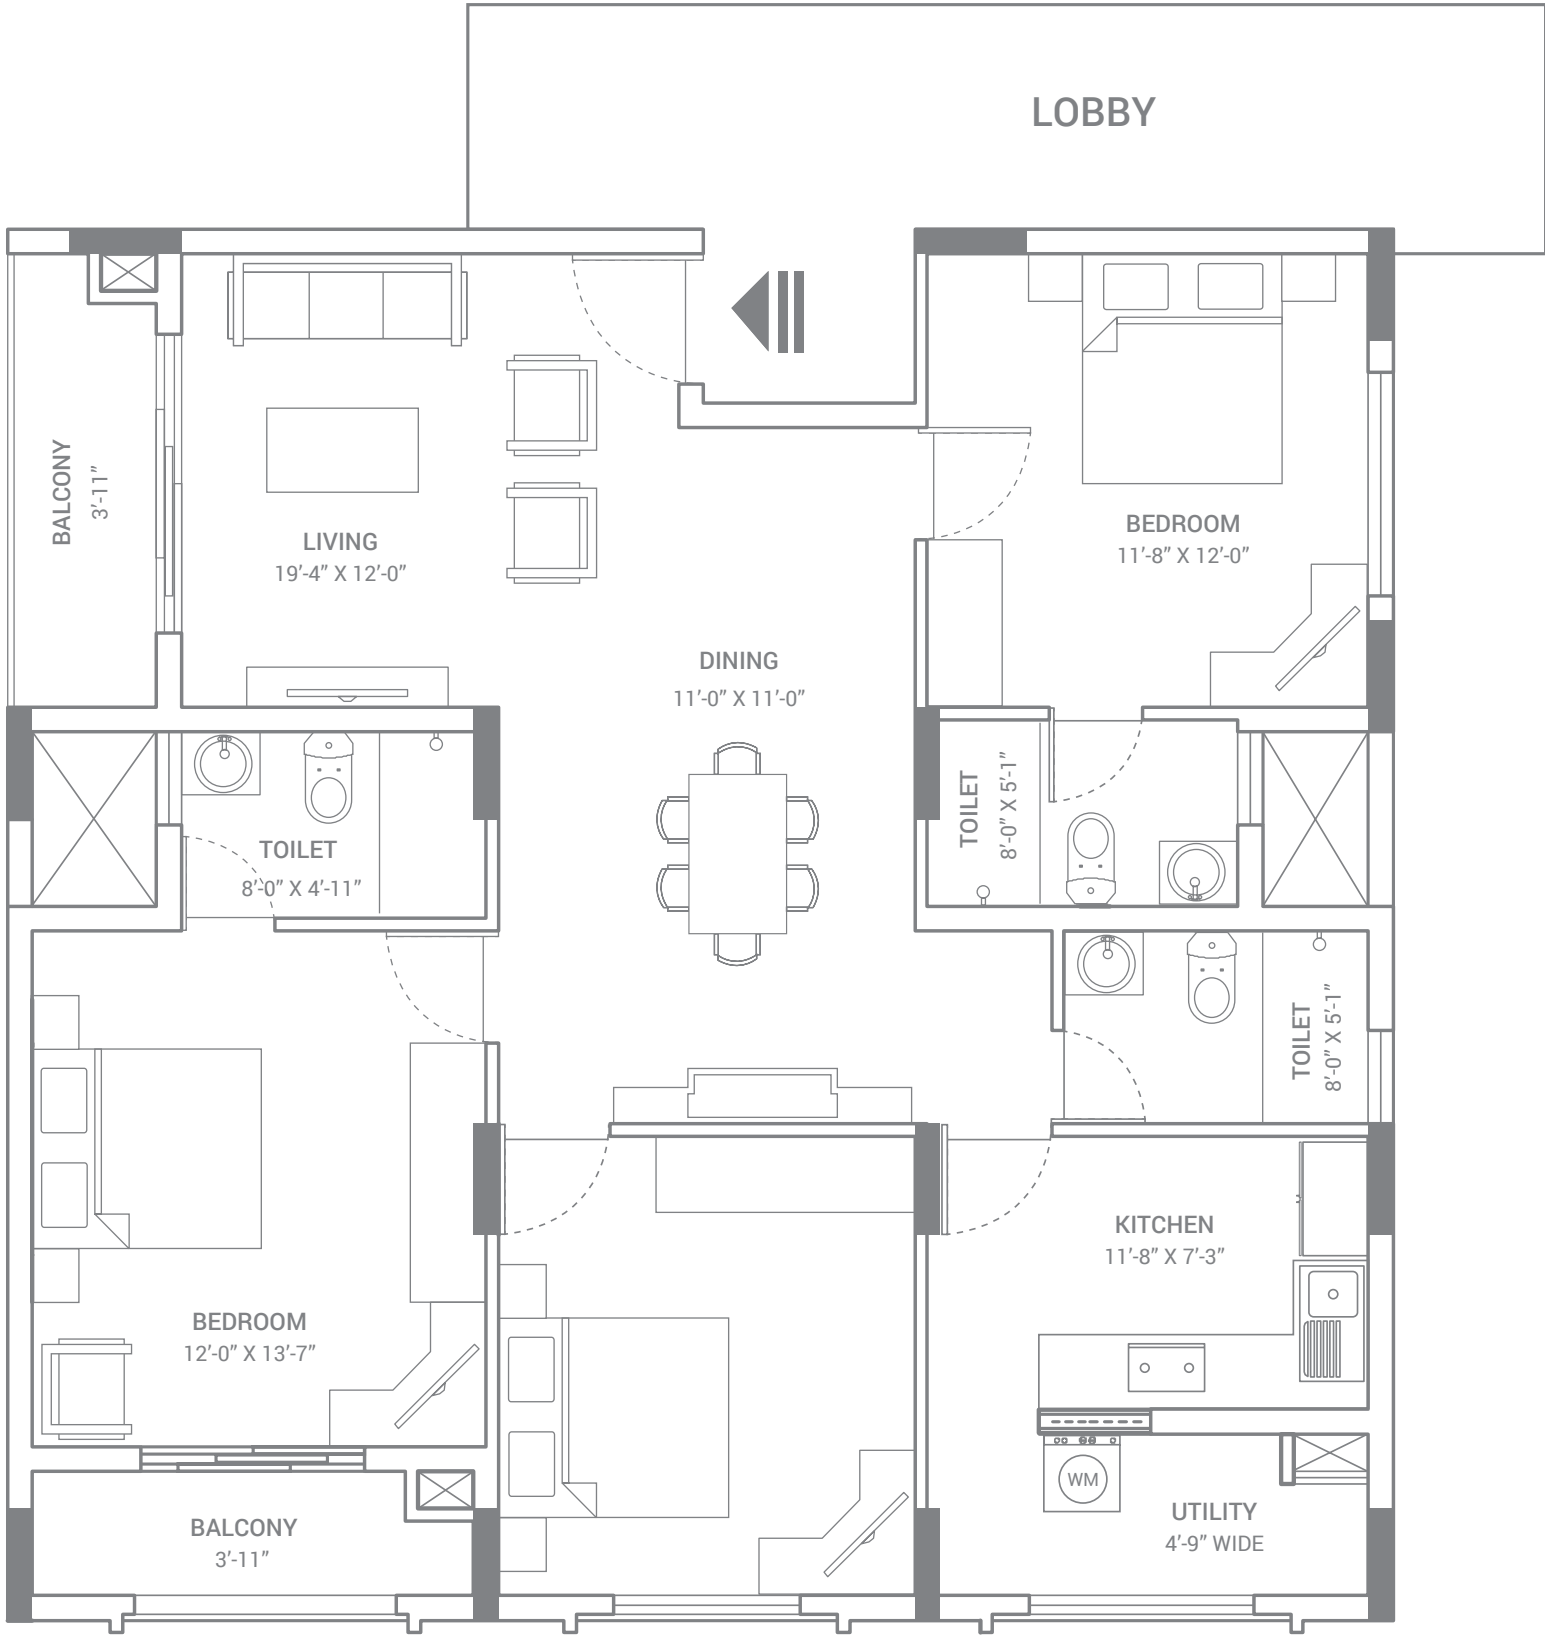 LOBBY
BALCONY
3’-11”
LIVING
19’-4” X 12’-0”
BEDROOM
11’-8” X 12’-0”
DINING
11’-0” X 11’-0”
TOILET
8’-0” X 4’-11”
TOILET
8’-0” X 5’-1”
TOILET
8’-0” X 5’-1”
KITCHEN
11’-8” X 7’-3”
BEDROOM
12’-0” X 13’-7”
WM
UTILITY
4’-9” WIDE
BALCONY
3’-11”